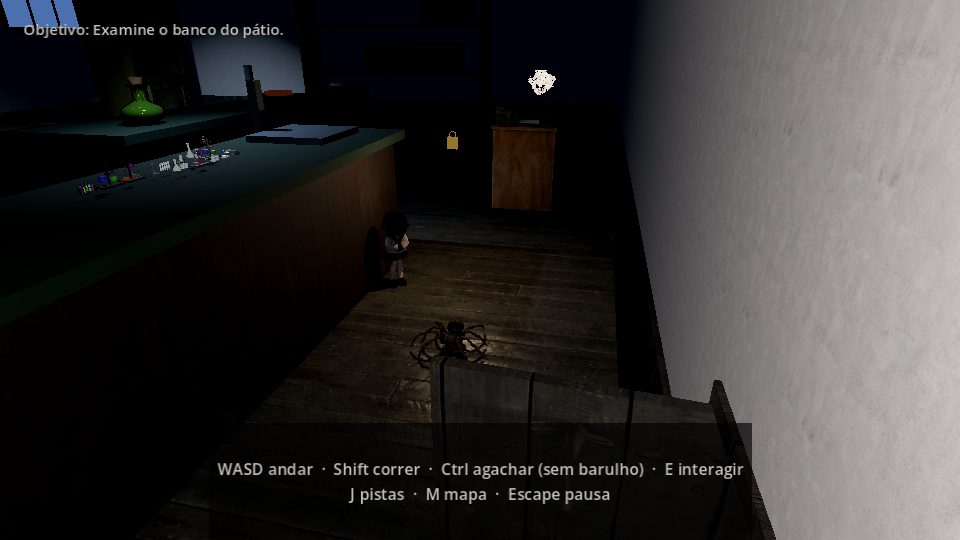 Objetivo: Examine o banco do pátio.
WASD andar · Shift correr · Ctrl agachar (sem barulho) · E interagir
J pistas · M mapa · Escape pausa